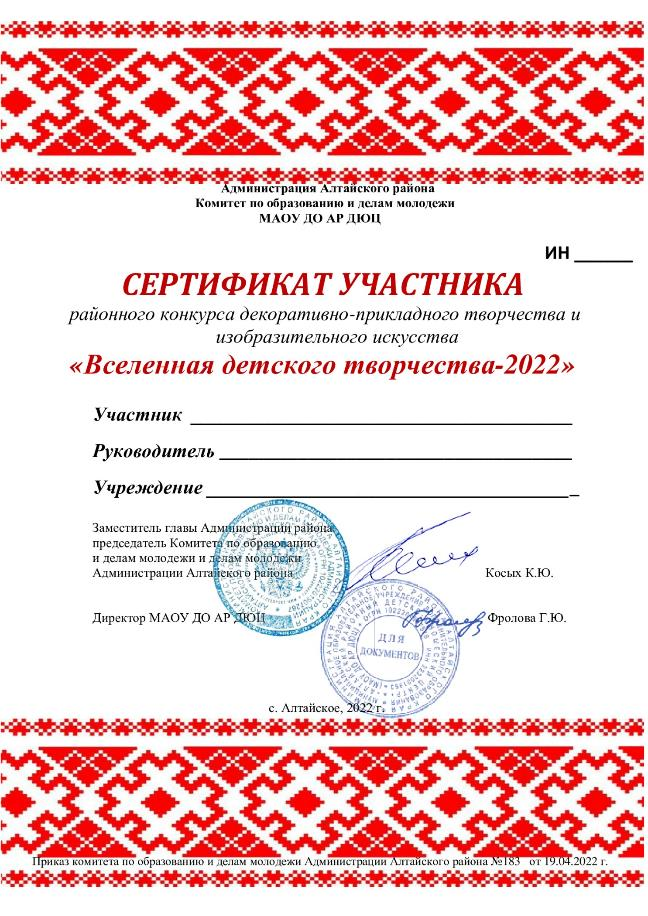 Администрация Алтайского района
Комитет по образованию и делам молодежи
МАОУ ДО АР ДЮЦ
ИН ______
СЕРТИФИКАТ УЧАСТНИКА
районного конкурса декоративно-прикладного творчества и
изобразительного искусства
«Вселенная детского творчества-2022»
Участник
Руководитель
Учреждение
Заместитель главы Администрации района
председатель Комитета по образованию
и делам молодежи и делам молодежи
Администрации Алтайского района
Косых К.Ю.
Директор МАОУ ДО АР ДЮЦ
Фролова Г.Ю.
ДЛЯ
ДОКУМЕНТОВ
с. Алтайское, 2022 г.
Приказ комитета по образованию и делам молодежи Администрации Алтайского района №183 от 19.04.2022 г.